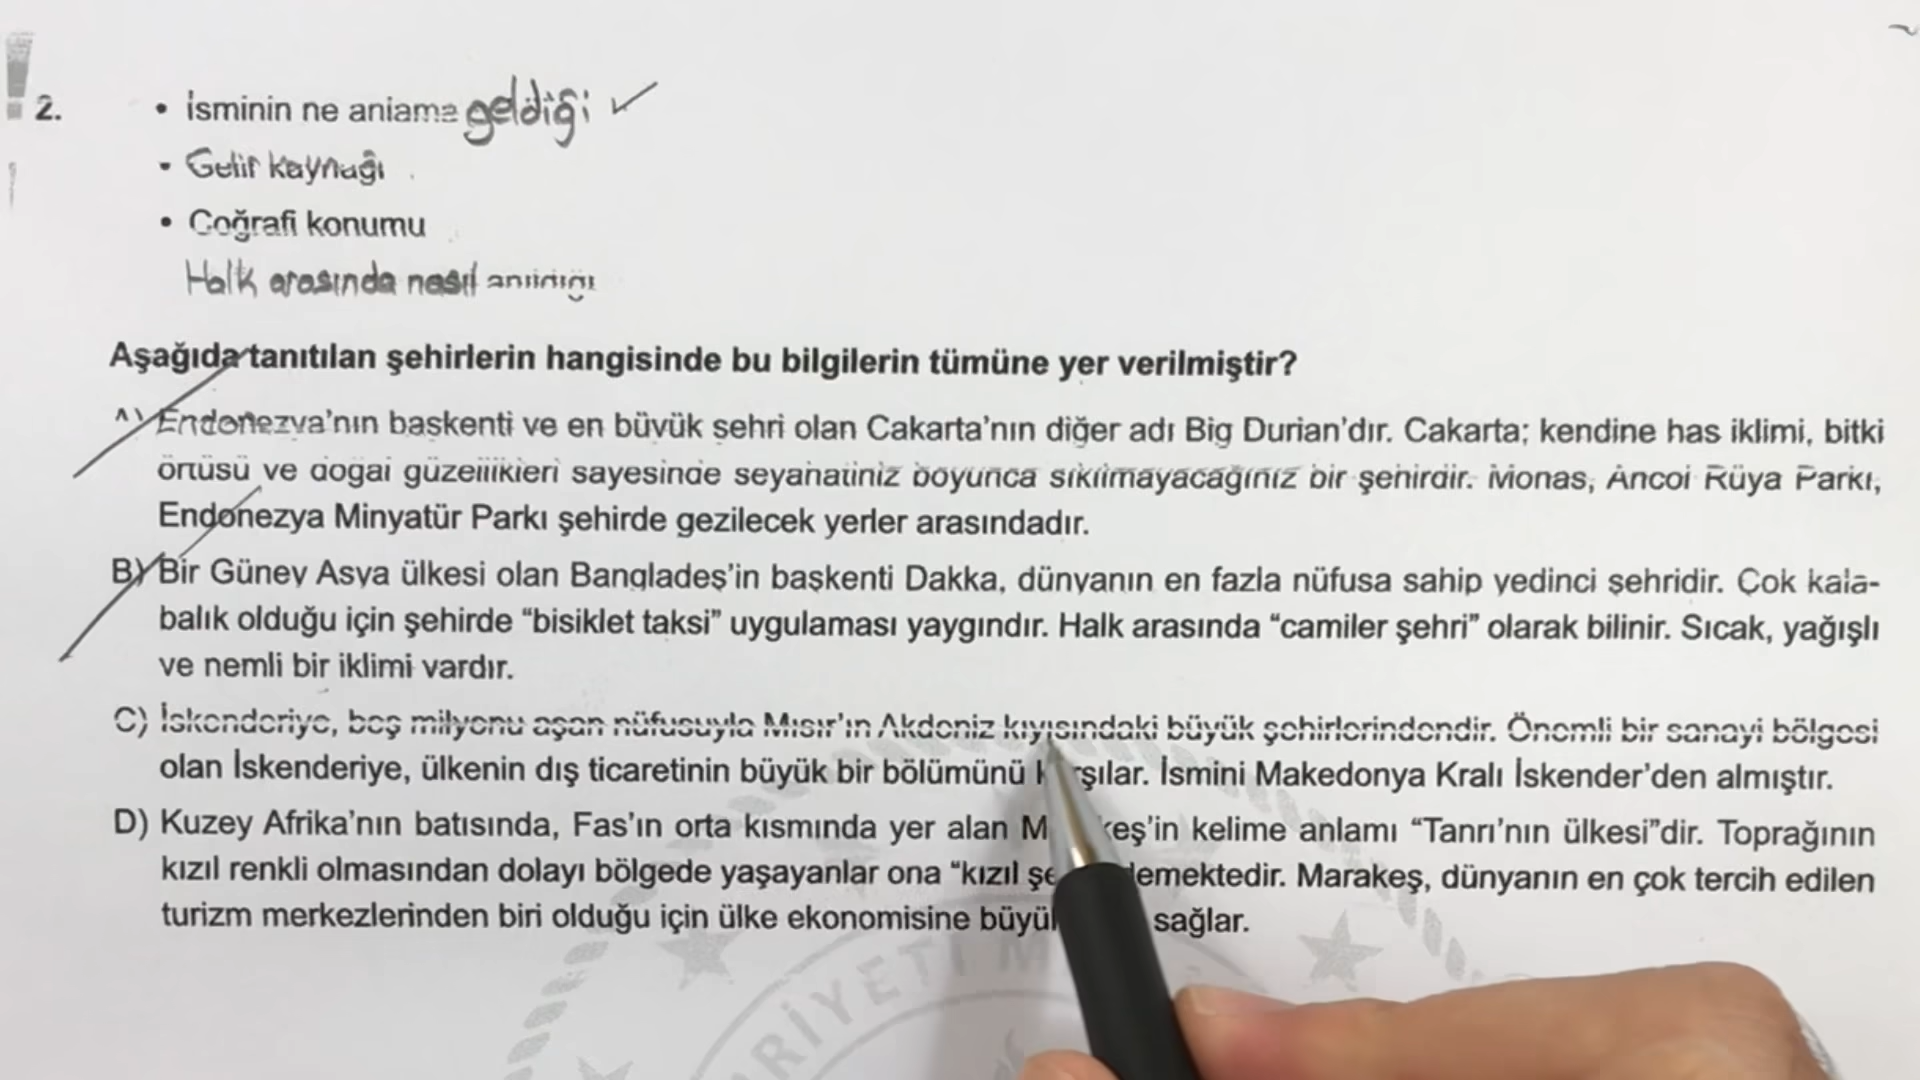 2.
• İsminin ne anlama geldiği
• Gelir kaynağı
• Coğrafi konumu
Halk arasında nasıl anıldığı
Aşağıda tanıtılan şehirlerin hangisinde bu bilgilerin tümüne yer verilmiştir?
A) Endonezya’nın başkenti ve en büyük şehri olan Cakarta’nın diğer adı Big Durian’dır. Cakarta; kendine has iklimi, bitki
örtüsü ve doğal güzellikleri sayesinde seyahatiniz boyunca sıkılmayacağınız bir şehirdir. Monas, Ancol Rüya Parkı,
Endonezya Minyatür Parkı şehirde gezilecek yerler arasındadır.
B) Bir Güney Asya ülkesi olan Bangladeş’in başkenti Dakka, dünyanın en fazla nüfusa sahip yedinci şehridir. Çok kala-
balık olduğu için şehirde “bisiklet taksi” uygulaması yaygındır. Halk arasında “camiler şehri” olarak bilinir. Sıcak, yağışlı
ve nemli bir iklimi vardır.
C) İskenderiye, beş milyonu aşan nüfusuyla Mısır’ın Akdeniz kıyısındaki büyük şehirlerindendir. Önemli bir sanayi bölgesi
olan İskenderiye, ülkenin dış ticaretinin büyük bir bölümünü karşılar. İsmini Makedonya Kralı İskender’den almıştır.
D) Kuzey Afrika’nın batısında, Fas’ın orta kısmında yer alan Marakeş’in kelime anlamı “Tanrı’nın ülkesi”dir. Toprağının
kızıl renkli olmasından dolayı bölgede yaşayanlar ona “kızıl demektedir. Marakeş, dünyanın en çok tercih edilen
turizm merkezlerinden biri olduğu için ülke ekonomisine sağlar.